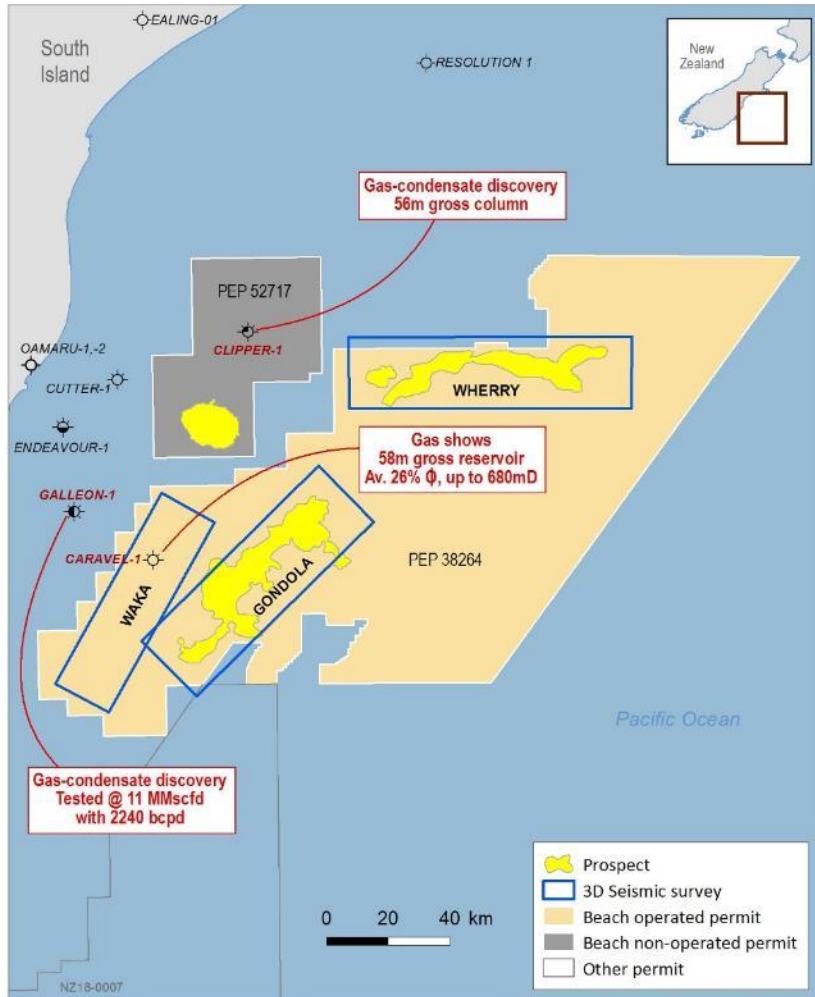 EALING-01
South
Island
RESOLUTION 1
New
Zealand
Gas-condensate discovery
56m gross column
PEP 52717
CLIPPER-1
OAMARU-1,-2
CUTTER-1
WHERRY
ENDEAVOUR-1
Gas shows
58m gross reservoir
Av. 26% Φ, up to 680mD
GALLEON-1
CARAVEL-1
PEP 38264
WAKA
GONDOLA
Pacific Ocean
Gas-condensate discovery
Tested @ 11 MMscfd
with 2240 bcpd
Prospect
3D Seismic survey
Beach operated permit
Beach non-operated permit
Other permit
0 20 40 km
NZ18-0007